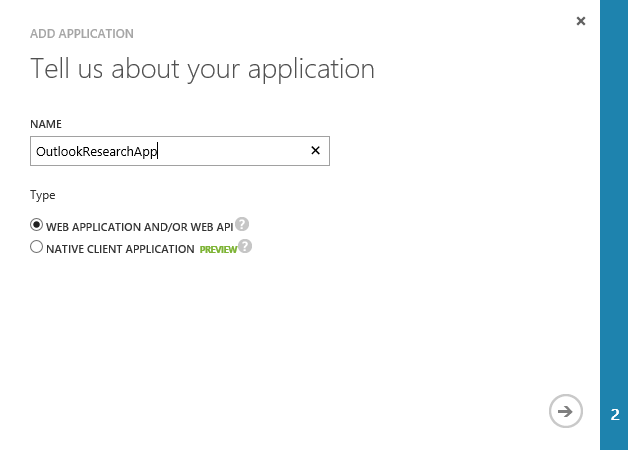 ADD APPLICATION
Tell us about your application
NAME
OutlookResearchApp
Type
WEB APPLICATION AND/OR WEB API ?
NATIVE CLIENT APPLICATION PREVIEW ?
2